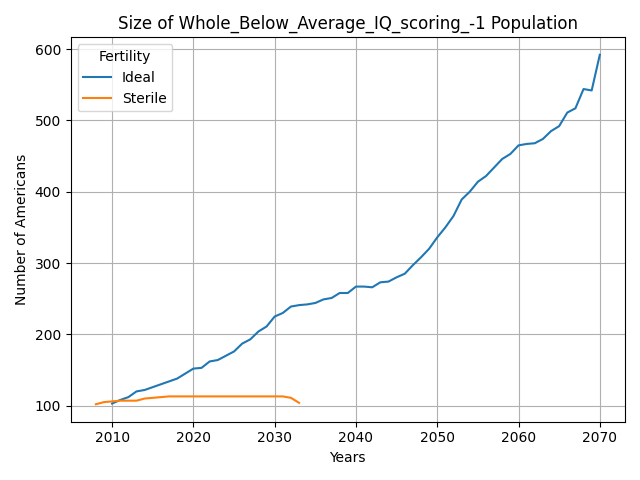 Size of Whole_Below_Average_IQ_scoring_-1 Population
Fertility
Ideal
Sterile
Number of Americans
600
500
400
300
200
100
2010 2020 2030 2040 2050 2060 2070
Years